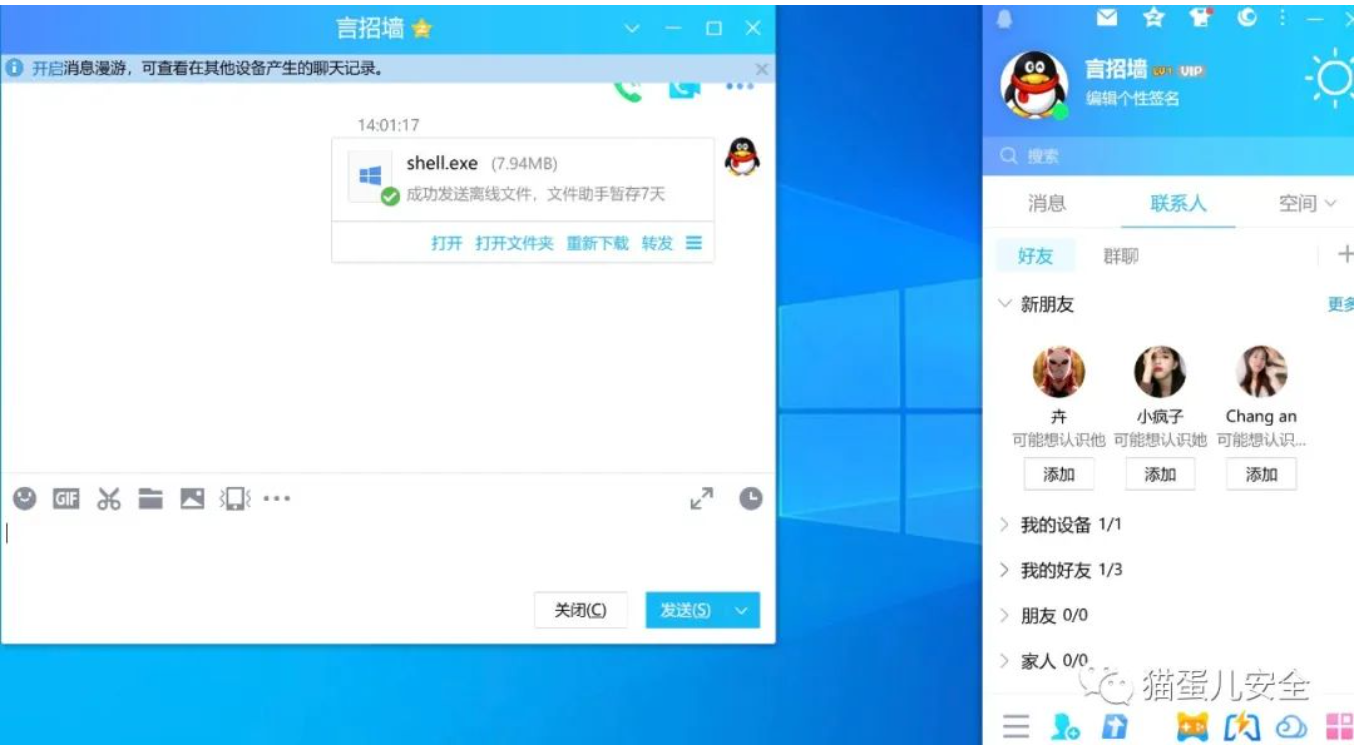 言招墙
开启消息漫游，可查看在其他设备产生的聊天记录。
14:01:17
shell.exe (7.94MB)
成功发送离线文件，文件助手暂存7天
打开 打开文件夹 重新下载 转发
GIF
关闭(C) 发送(S)
言招墙 VIP
编辑个性签名
搜索
消息 联系人 空间
好友 群聊
新朋友 更多
卉 小疯子 Chang an
可能想认识他 可能想认识她 可能想认识...
添加 添加 添加
我的设备 1/1
我的好友 1/3
朋友 0/0
家人 0/0
猫蛋儿安全